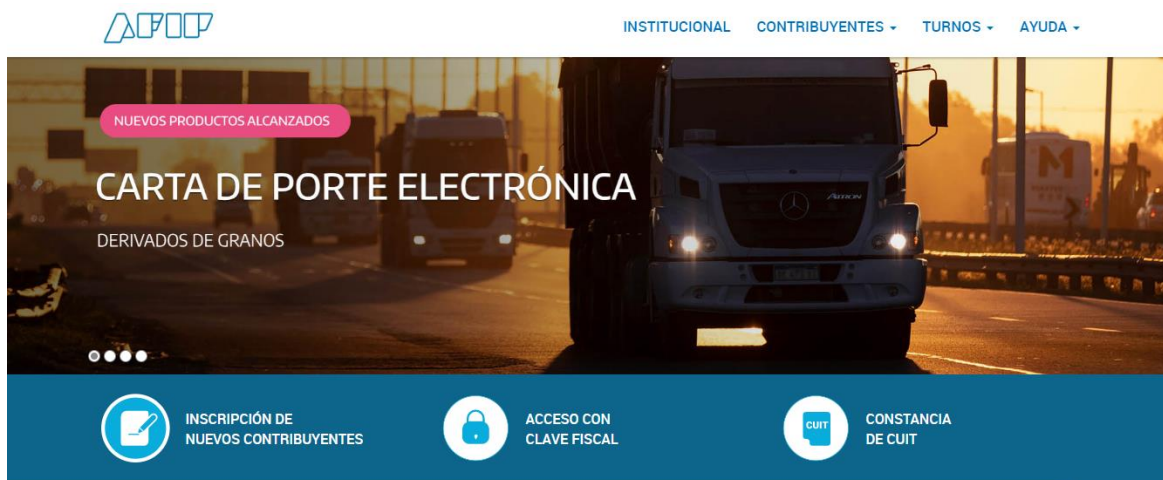 AFIP
INSTITUCIONAL CONTRIBUYENTES TURNOS AYUDA
NUEVOS PRODUCTOS ALCANZADOS
CARTA DE PORTE ELECTRÓNICA
DERIVADOS DE GRANOS
ATRON
M
INSCRIPCIÓN DE
NUEVOS CONTRIBUYENTES
ACCESO CON
CLAVE FISCAL
CUIT
CONSTANCIA
DE CUIT